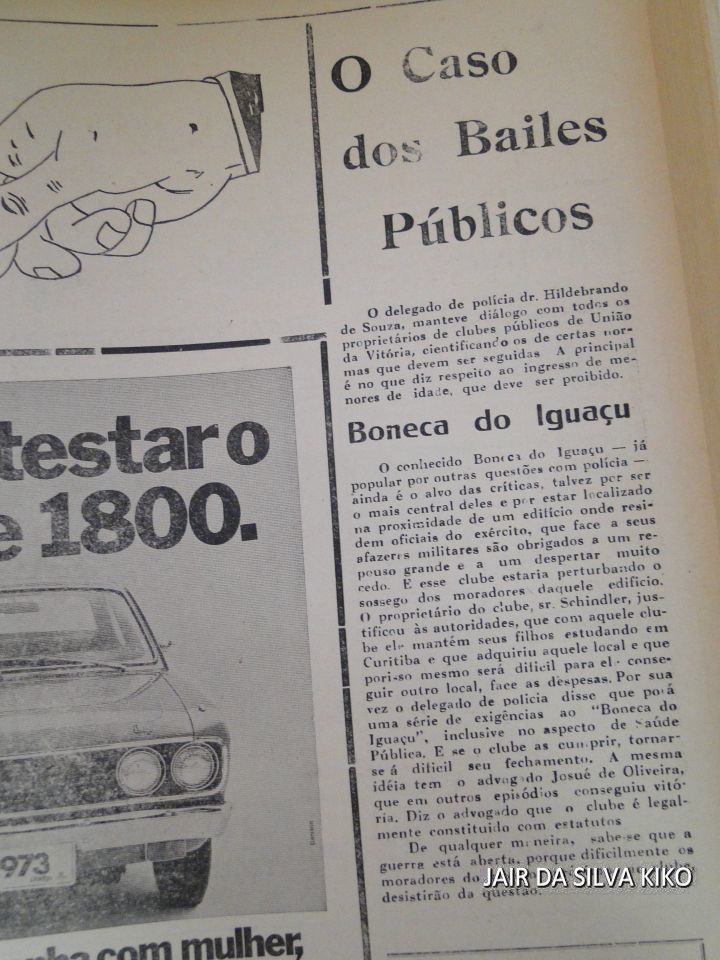 O Caso
dos Bailes
Públicos
O delegado de polícia dr. Hildebrando
de Souza, manteve diálogo com todos os
proprietários de clubes públicos de União
da Vitória, cientificando os de certas nor-
mas que devem ser seguidas A principal
é no que diz respeito ao ingresso de me-
nores de idade, que deve ser proibido.
Boneca do Iguaçu
O conhecido Boneca do Iguaçu — já
popular por outras questões com polícia —
ainda é o alvo das críticas, talvez por ser
o mais central deles e por estar localizado
na proximidade de um edifício onde resi-
dem oficiais do exército, que face a seus
afazeres militares são obrigados a um re-
pouso grande e a um despertar muito
cedo. E esse clube estaria perturbando o
sossego dos moradores daquele edifício.
O proprietário do clube, sr. Schindler, jus-
tificou às autoridades, que com aquele clu-
be ele mantém seus filhos estudando em
Curitiba e que adquiriu aquele local e que
por-isso mesmo será difícil para ele conse-
guir outro local, face as despesas. Por sua
vez o delegado de policia disse que porá
uma série de exigências ao "Boneca do
Iguaçu", inclusive no aspecto de Saúde
Pública. E se o clube as cumprir, tornar-
se á difícil seu fechamento. A mesma
idéia tem o advogado Josué de Oliveira,
que em outros episódios conseguiu vitó-
ria. Diz o advogado que o clube é legal-
mente constituido com estatutos
De qualquer maneira, sabe-se que a
guerra está aberta, porque dificilmente os
moradores do clube
desistirão da questão.
testar o
e 1800.
973
nha com mulher,
JAIR DA SILVA KIKO